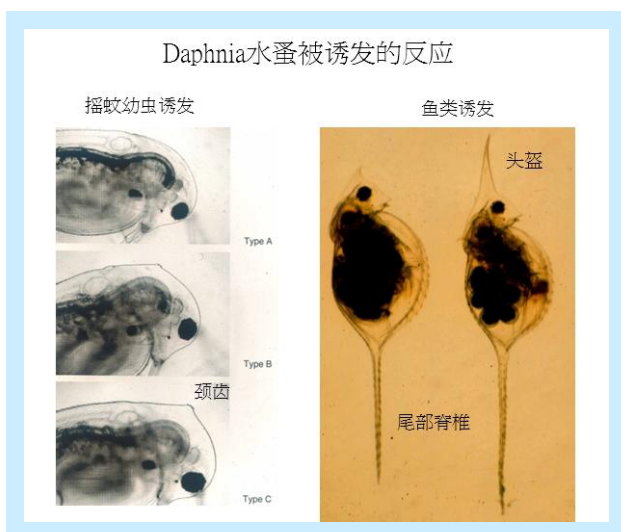 Daphnia水蚤被诱发的反应
摇蚊幼虫诱发
鱼类诱发
头盔
Type A
Type B
颈齿
尾部脊椎
Type C